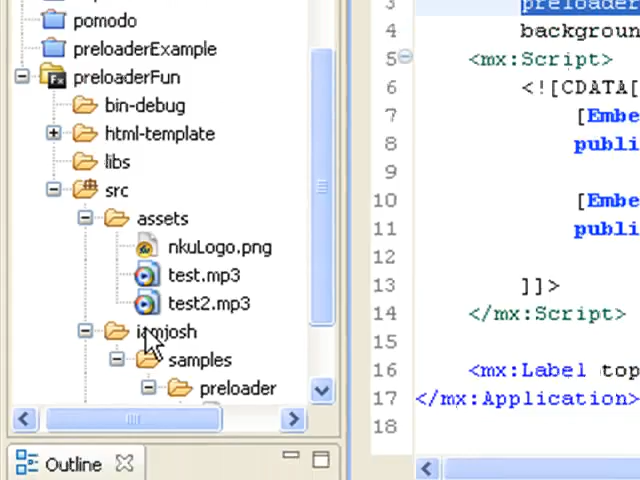 pomodo
preloaderExample
preloaderFun
bin-debug
html-template
libs
src
assets
nkuLogo.png
test.mp3
test2.mp3
iamjosh
samples
preloader
Outline
3 preloader
4 backgroun
5 <mx:Script>
6 <![CDATA[
7 [Embe
8 publi
9
10 [Embe
11 publi
12
13 ]]>
14 </mx:Script>
15
16 <mx:Label top
17 </mx:Application>
18